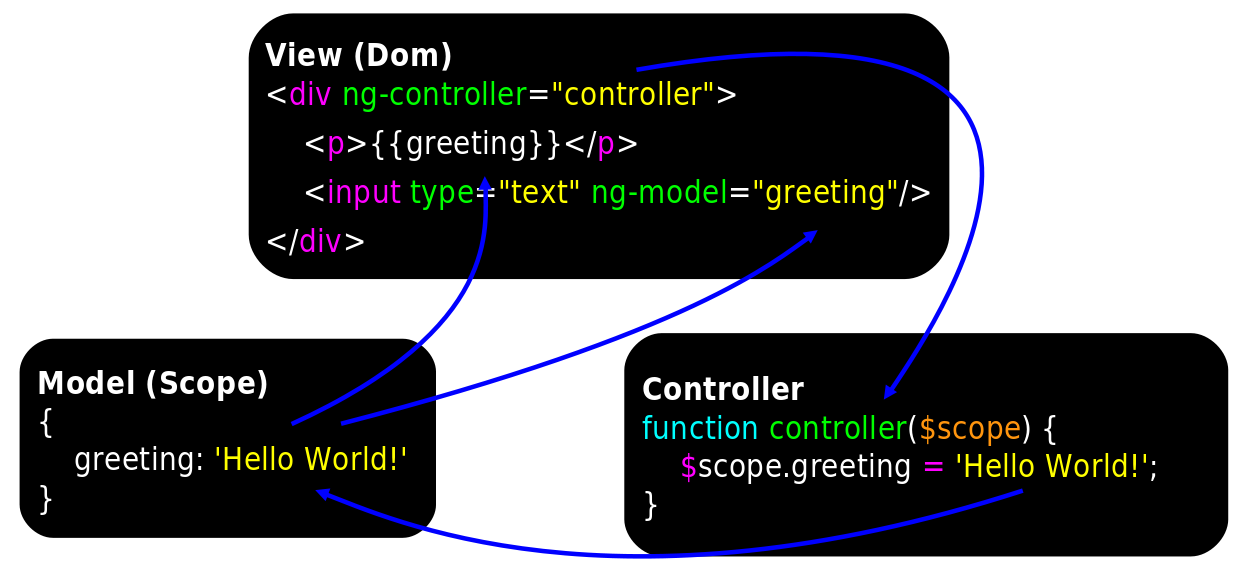 View (Dom)
<div ng-controller="controller">
<p>{{greeting}}</p>
<input type="text" ng-model="greeting"/>
</div>
Model (Scope)
{
greeting: 'Hello World!'
}
Controller
function controller($scope) {
$scope.greeting = 'Hello World!';
}